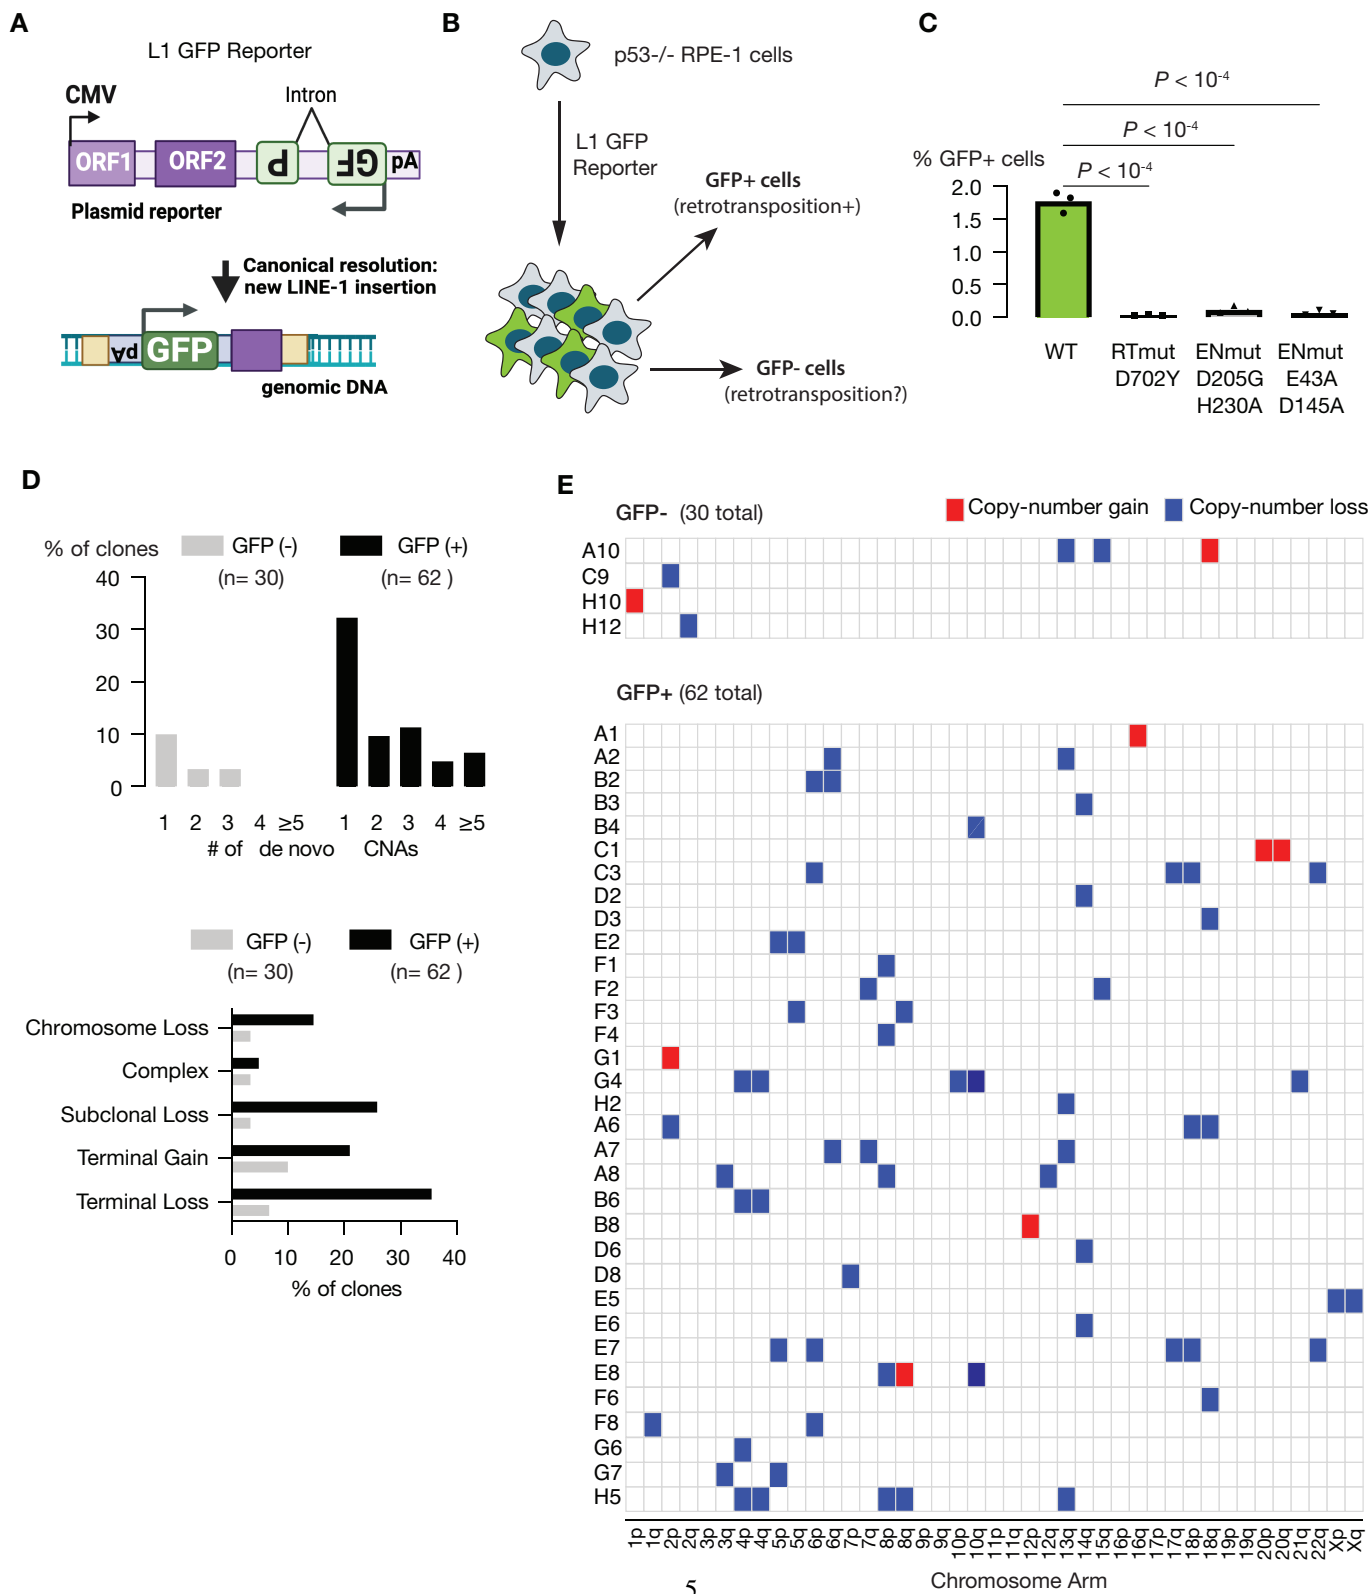 A
L1 GFP Reporter
CMV
Intron
ORF1 ORF2 P GF pA
Plasmid reporter
Canonical resolution:
new LINE-1 insertion
pA GFP
genomic DNA
B
p53-/- RPE-1 cells
L1 GFP
Reporter
GFP+ cells
(retrotransposition+)
GFP- cells
(retrotransposition?)
C
P < 10-4
P < 10-4
% GFP+ cells
P < 10-4
2.0
1.5
1.0
0.5
0.0
WT RTmut ENmut ENmut
D702Y D205G E43A
H230A D145A
D
% of clones GFP (-) GFP (+)
(n= 30) (n= 62 )
40
30
20
10
0
1 2 3 4 ≥5 1 2 3 4 ≥5
# of de novo CNAs
GFP (-) GFP (+)
(n= 30) (n= 62 )
Chromosome Loss
Complex
Subclonal Loss
Terminal Gain
Terminal Loss
0 10 20 30 40
% of clones
E
GFP- (30 total) Copy-number gain Copy-number loss
A10
C9
H10
H12
GFP+ (62 total)
A1
A2
B2
B3
B4
C1
C3
D2
D3
E2
F1
F2
F3
F4
G1
G4
H2
A6
A7
A8
B6
B8
D6
D8
E5
E6
E7
E8
F6
F8
G6
G7
H5
1p 1q 2p 2q 3p 3q 4p 4q 5p 5q 6p 6q 7p 7q 8p 8q 9p 9q 10p 10q 11p 11q 12p 12q 13q 14q 15q 16p 16q 17p 17q 18p 18q 19p 19q 20p 20q 21q 22q Xp Xq
Chromosome Arm
5